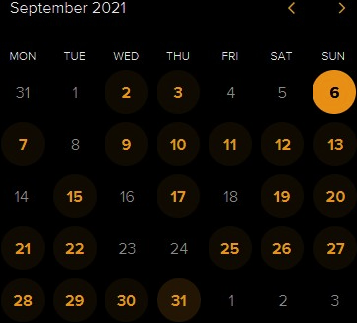 September 2021
MON TUE WED THU FRI SAT SUN
31 1 2 3 4 5 6
7 8 9 10 11 12 13
14 15 16 17 18 19 20
21 22 23 24 25 26 27
28 29 30 31 1 2 3